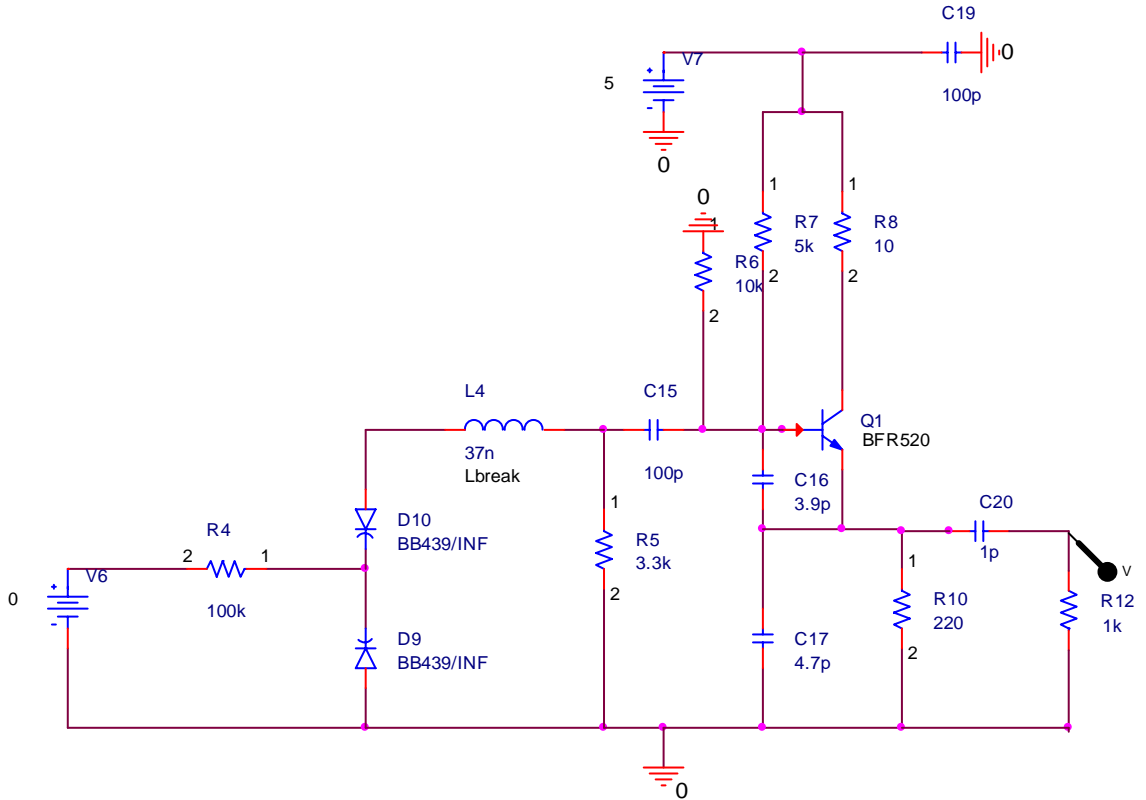 C19
V7
5
0
100p
0
0
1
R7
5k
2
1
R8
10
2
1
R6
10k
2
L4
37n
Lbreak
C15
100p
Q1
BFR520
C16
3.9p
C20
1p
D10
BB439/INF
R4
2
1
100k
1
R5
3.3k
2
V6
0
D9
BB439/INF
C17
4.7p
1
R10
220
2
V
R12
1k
0